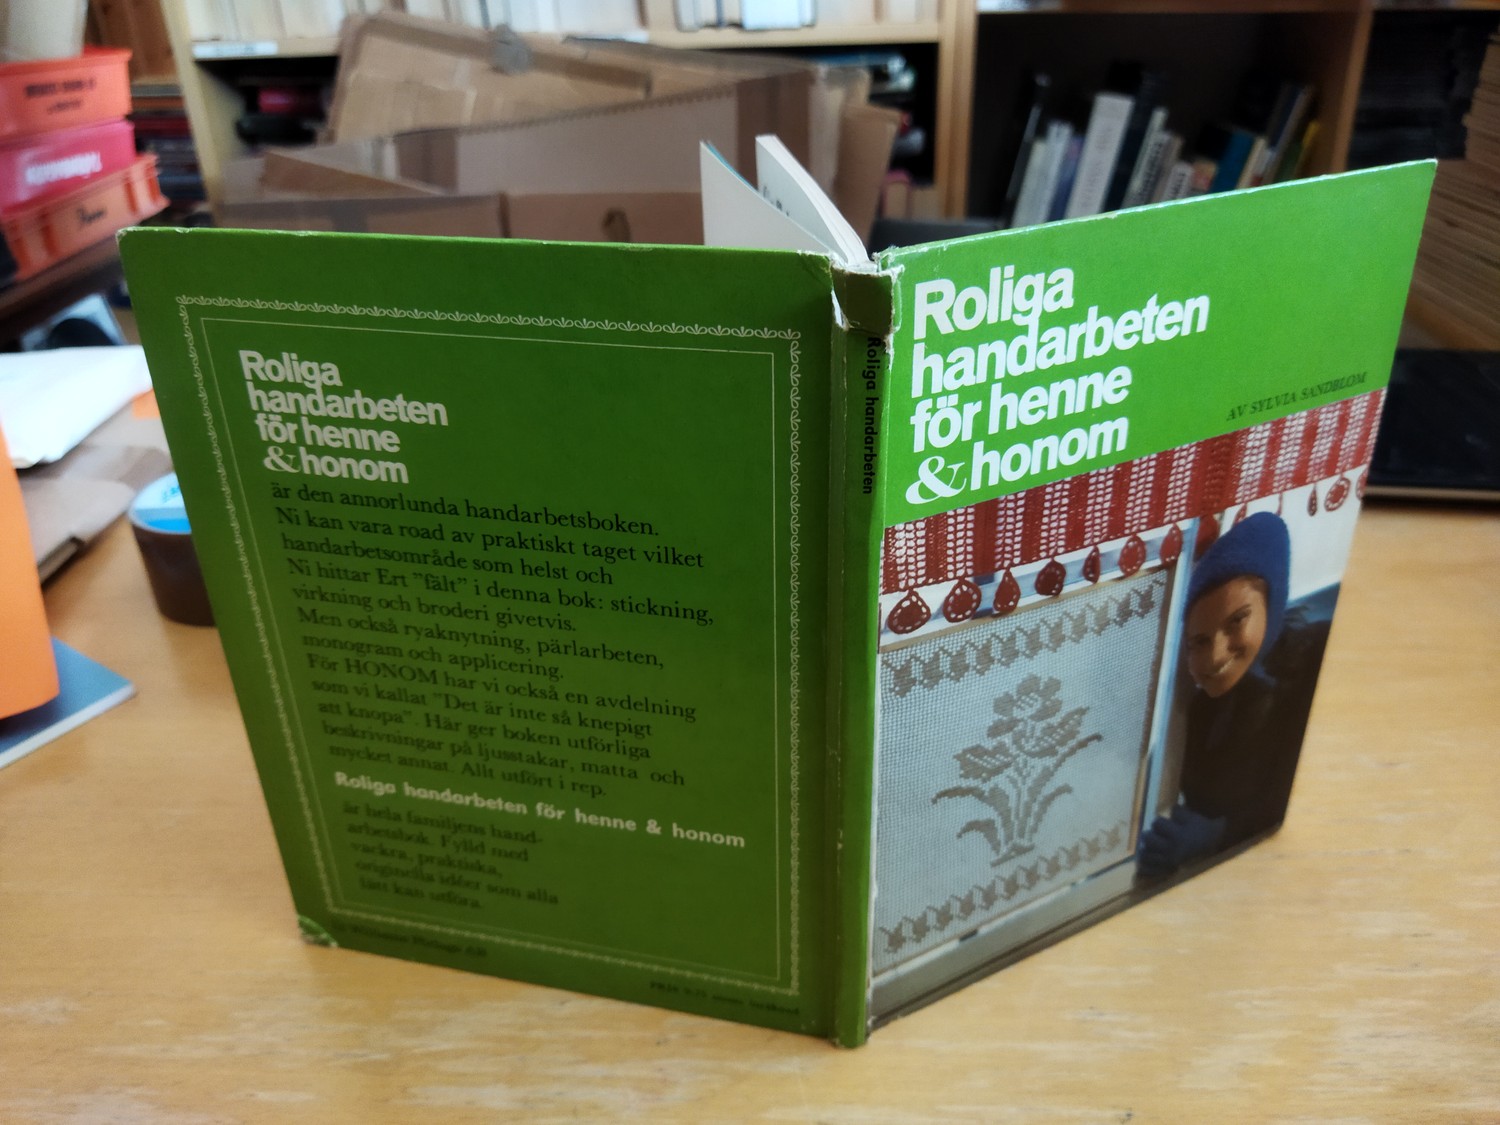 Roliga
handarbeten
för henne
& honom
är den annorlunda handarbetsboken.
Ni kan vara road av praktiskt taget vilket
handarbetsområde som helst och
Ni hittar Ert "fält" i denna bok: stickning,
virkning och broderi givetvis.
Men också ryaknytning, pärlarbeten,
monogram och applicering.
För HONOM har vi också en avdelning
som vi kallat "Det är inte så knepigt
att knopa". Här ger boken utförliga
beskrivningar på ljusstakar, matta och
mycket annat. Allt utfört i rep.
Roliga handarbeten för henne & honom
är hela familjens hand-
arbetsbok. Fylld med
vackra, praktiska,
originella idéer som alla
lätt kan utföra.
Roliga handarbeten
Roliga
handarbeten
för henne
& honom
AV SYLVIA SANDBLOM